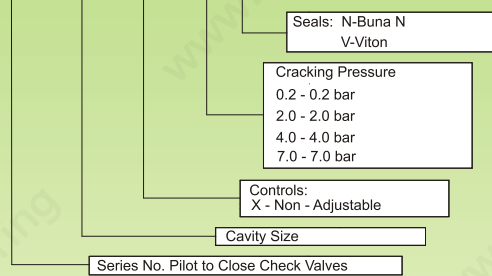 Seals: N-Buna N
V-Viton
Cracking Pressure
0.2 - 0.2 bar
2.0 - 2.0 bar
4.0 - 4.0 bar
7.0 - 7.0 bar
Controls:
X - Non - Adjustable
Cavity Size
Series No. Pilot to Close Check Valves